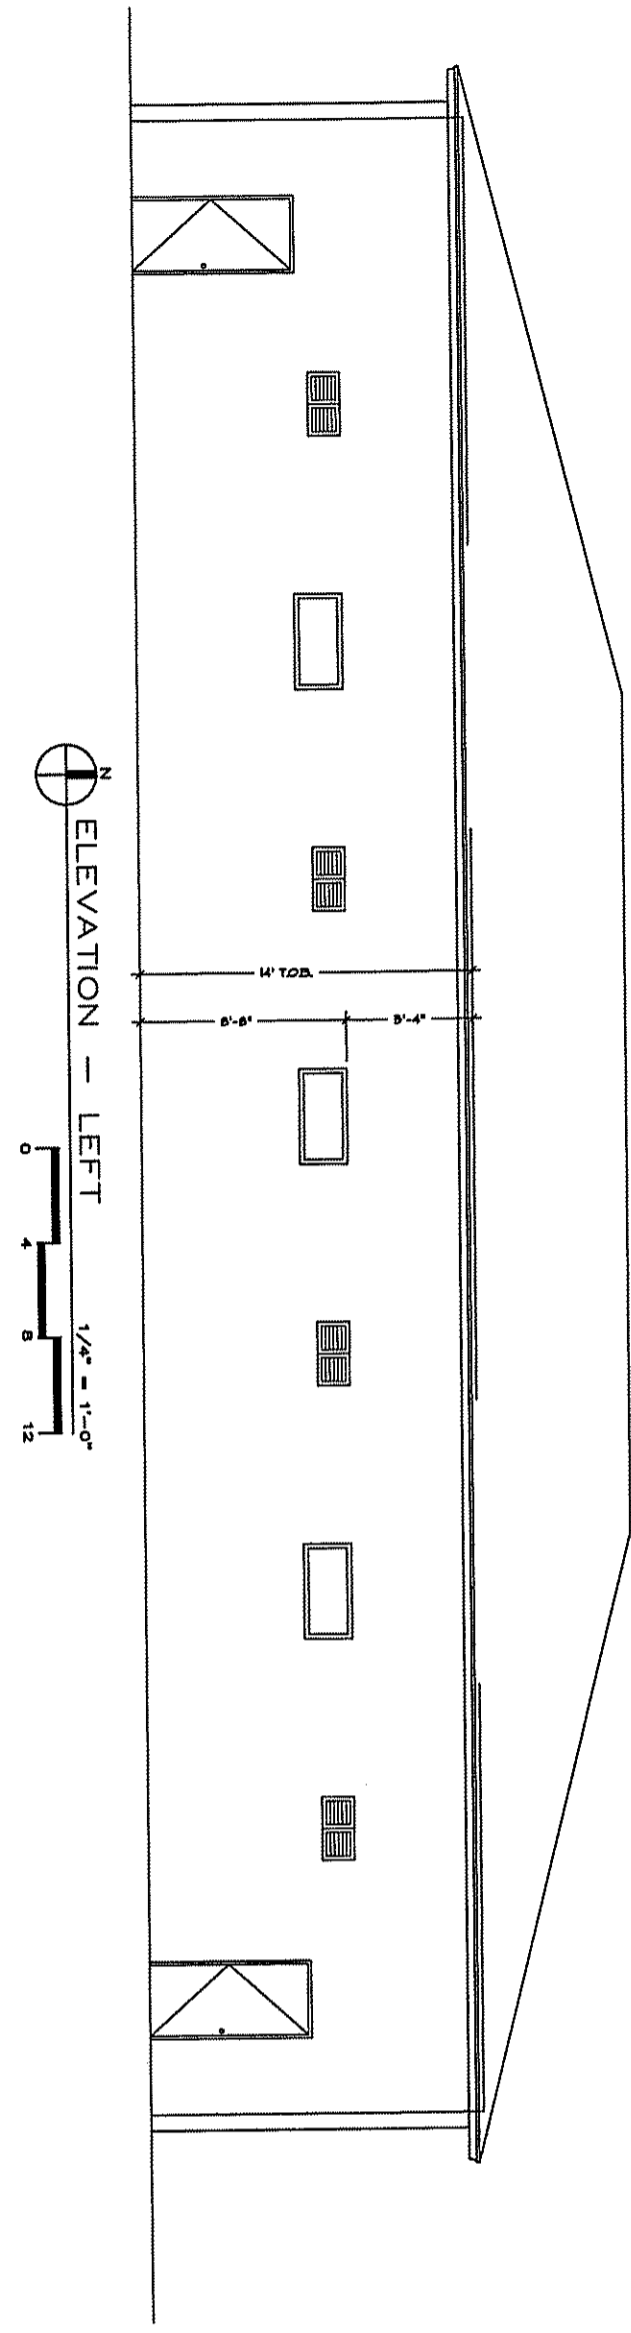 14' T.O.B.
8'-8"
5'-4"
N
ELEVATION – LEFT
1/4" = 1'-0"
0 4 8 12